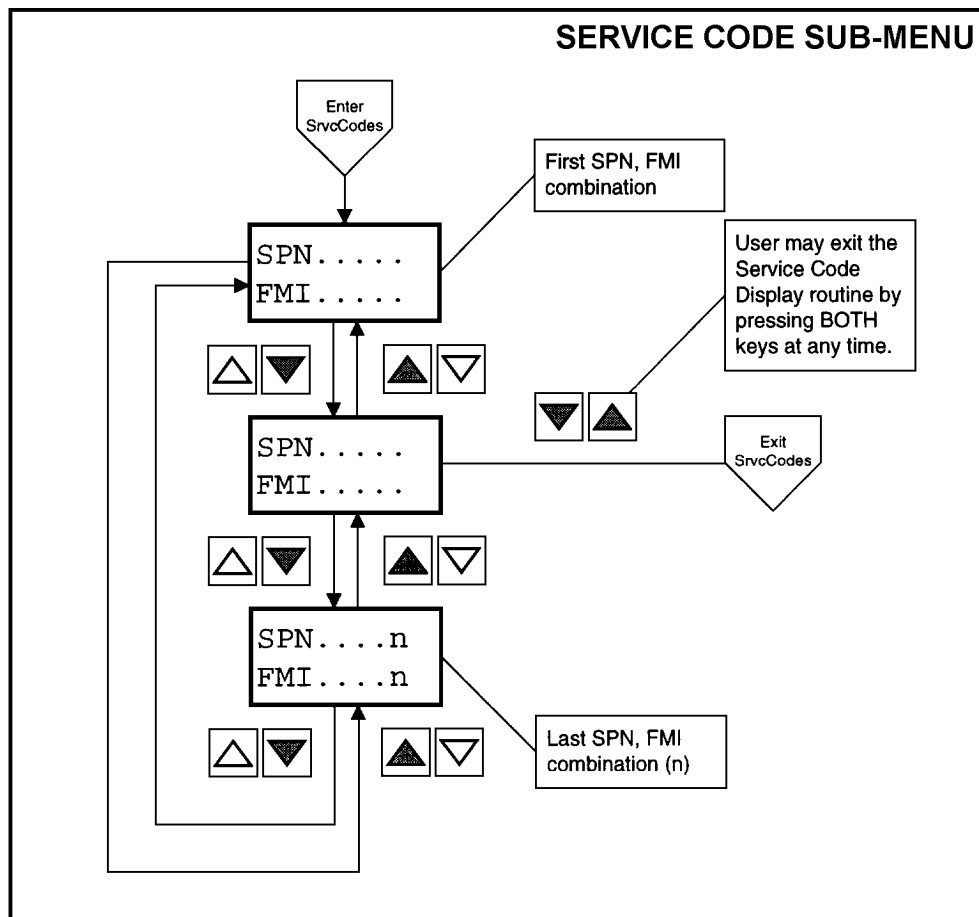 SERVICE CODE SUB-MENU
Enter
SrvcCodes
First SPN, FMI
combination
SPN.....
FMI.....
User may exit the
Service Code
Display routine by
pressing BOTH
keys at any time.
SPN.....
FMI.....
Exit
SrvcCodes
SPN....n
FMI....n
Last SPN, FMI
combination (n)